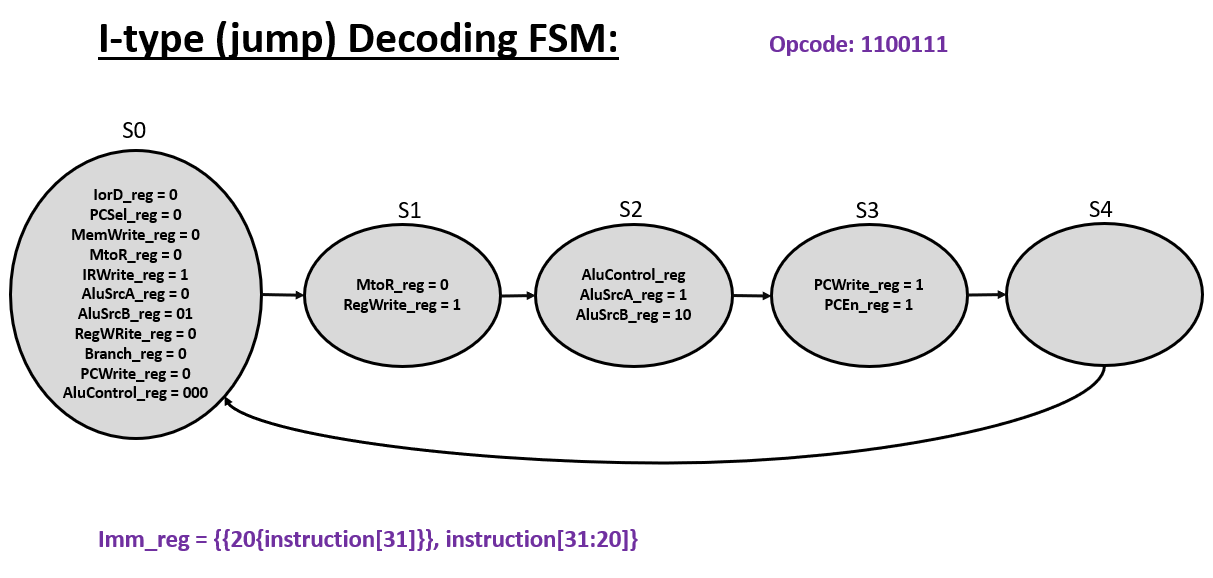 I-type (jump) Decoding FSM:
Opcode: 1100111
S0
IorD_reg = 0
PCSel_reg = 0
MemWrite_reg = 0
MtoR_reg = 0
IRWrite_reg = 1
AluSrcA_reg = 0
AluSrcB_reg = 01
RegWRite_reg = 0
Branch_reg = 0
PCWrite_reg = 0
AluControl_reg = 000
S1
MtoR_reg = 0
RegWrite_reg = 1
S2
AluControl_reg
AluSrcA_reg = 1
AluSrcB_reg = 10
S3
PCWrite_reg = 1
PCEn_reg = 1
S4
Imm_reg = {{20{instruction[31]}}, instruction[31:20]}